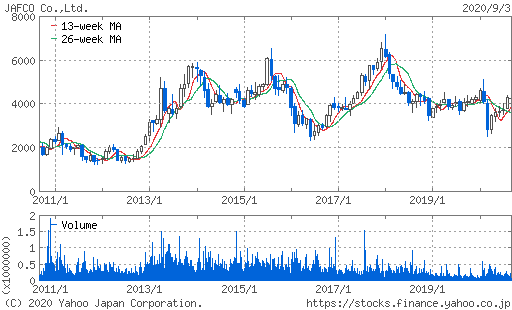 JAFCO Co.,Ltd. 2020/9/3
13-week MA
26-week MA
8000
6000
4000
2000
0
2011/1 2013/1 2015/1 2017/1 2019/1
Volume
2
1.5
1
0.5
0
(x1000000)
2011/1 2013/1 2015/1 2017/1 2019/1
(C) 2020 Yahoo Japan Corporation. https://stocks.finance.yahoo.co.jp